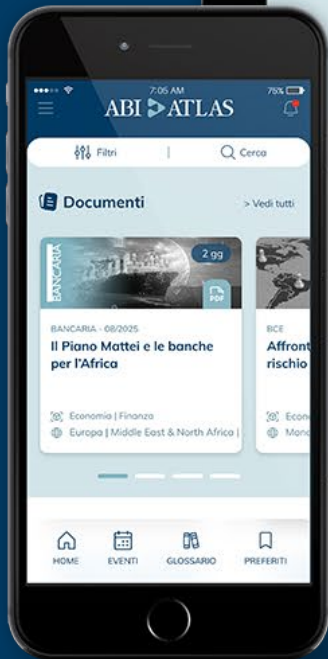 7:05 AM
75%
ABI ATLAS
Filtri | Cerca
Documenti
> Vedi tutti
BANCARIA
2 gg
PDF
BANCARIA - 08/2025
Il Piano Mattei e le banche
per l'Africa
Economia | Finanza
Europa | Middle East & North Africa |
BCE
Affront
rischio
Econ
Mond
HOME
EVENTI
GLOSSARIO
PREFERITI